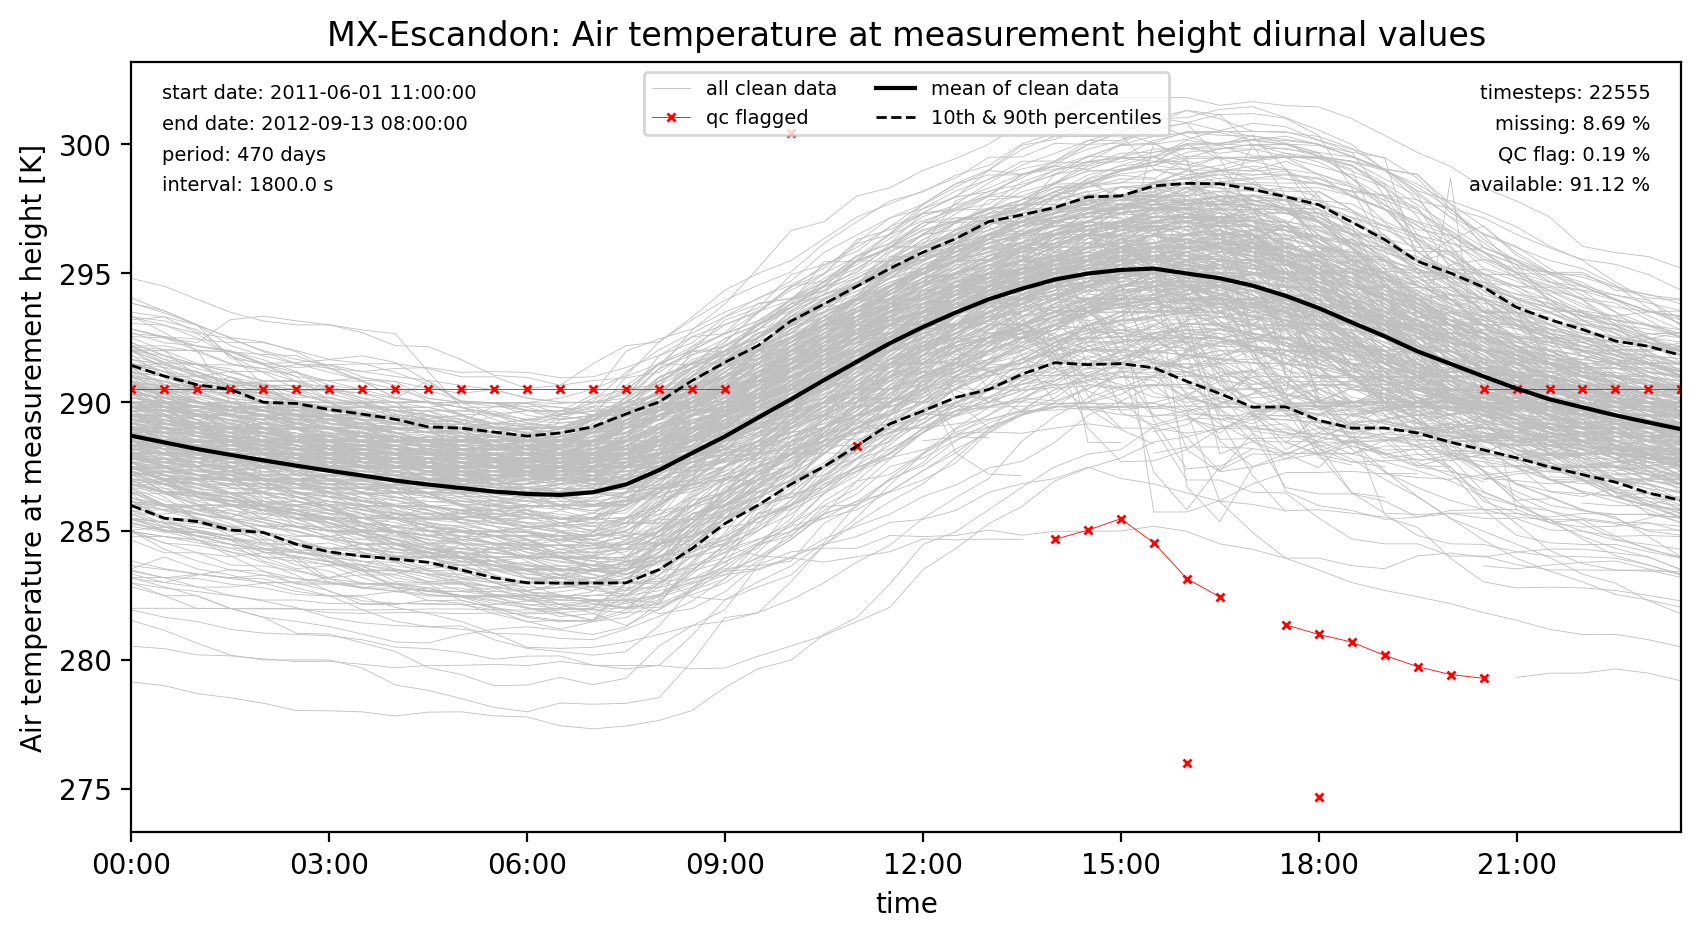 MX-Escandon: Air temperature at measurement height diurnal values
start date: 2011-06-01 11:00:00
end date: 2012-09-13 08:00:00
period: 470 days
interval: 1800.0 s
all clean data
qc flagged
mean of clean data
10th & 90th percentiles
timesteps: 22555
missing: 8.69 %
QC flag: 0.19 %
available: 91.12 %
Air temperature at measurement height [K]
300
295
290
285
280
275
00:00 03:00 06:00 09:00 12:00 15:00 18:00 21:00
time